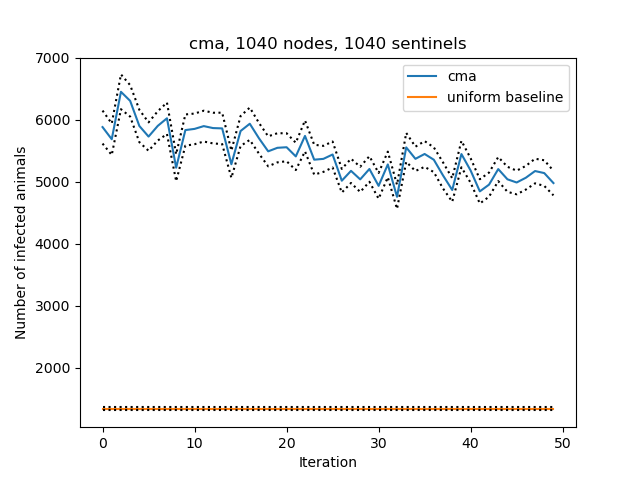 cma, 1040 nodes, 1040 sentinels
7000
6000
5000
4000
3000
2000
Number of infected animals
cma
uniform baseline
0
10
20
30
40
50
Iteration